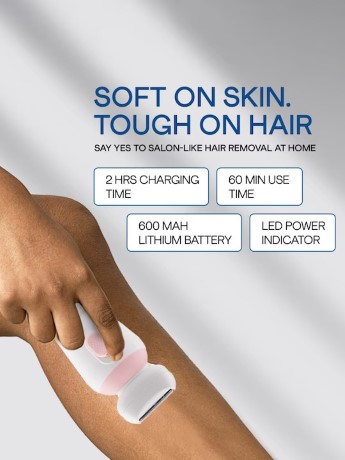 SOFT ON SKIN.
TOUGH ON HAIR
SAY YES TO SALON-LIKE HAIR REMOVAL AT HOME
2 HRS CHARGING
TIME
60 MIN USE
TIME
600 MAH
LITHIUM BATTERY
LED POWER
INDICATOR